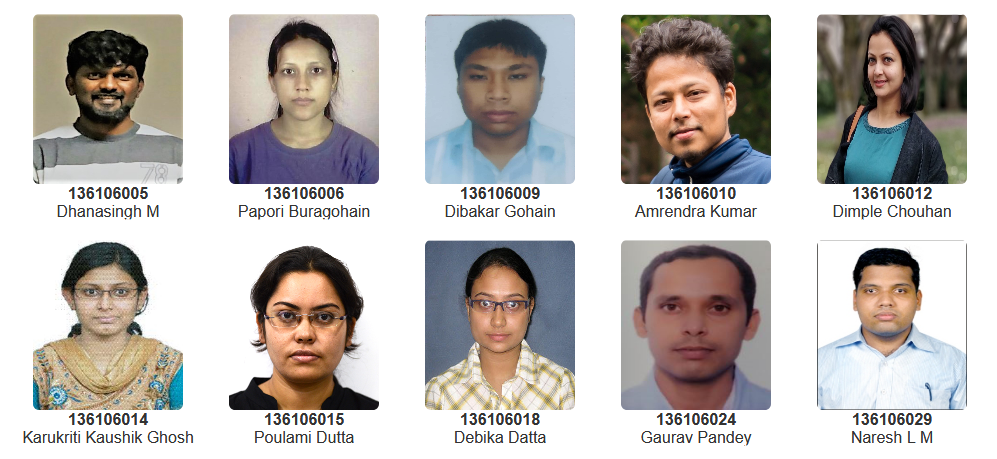 136106005 136106006 136106009 136106010 136106012
Dhanasingh M Papori Buragohain Dibakar Gohain Amrendra Kumar Dimple Chouhan
136106014 136106015 136106018 136106024 136106029
Karukriti Kaushik Ghosh Poulami Dutta Debika Datta Gaurav Pandey Naresh L M